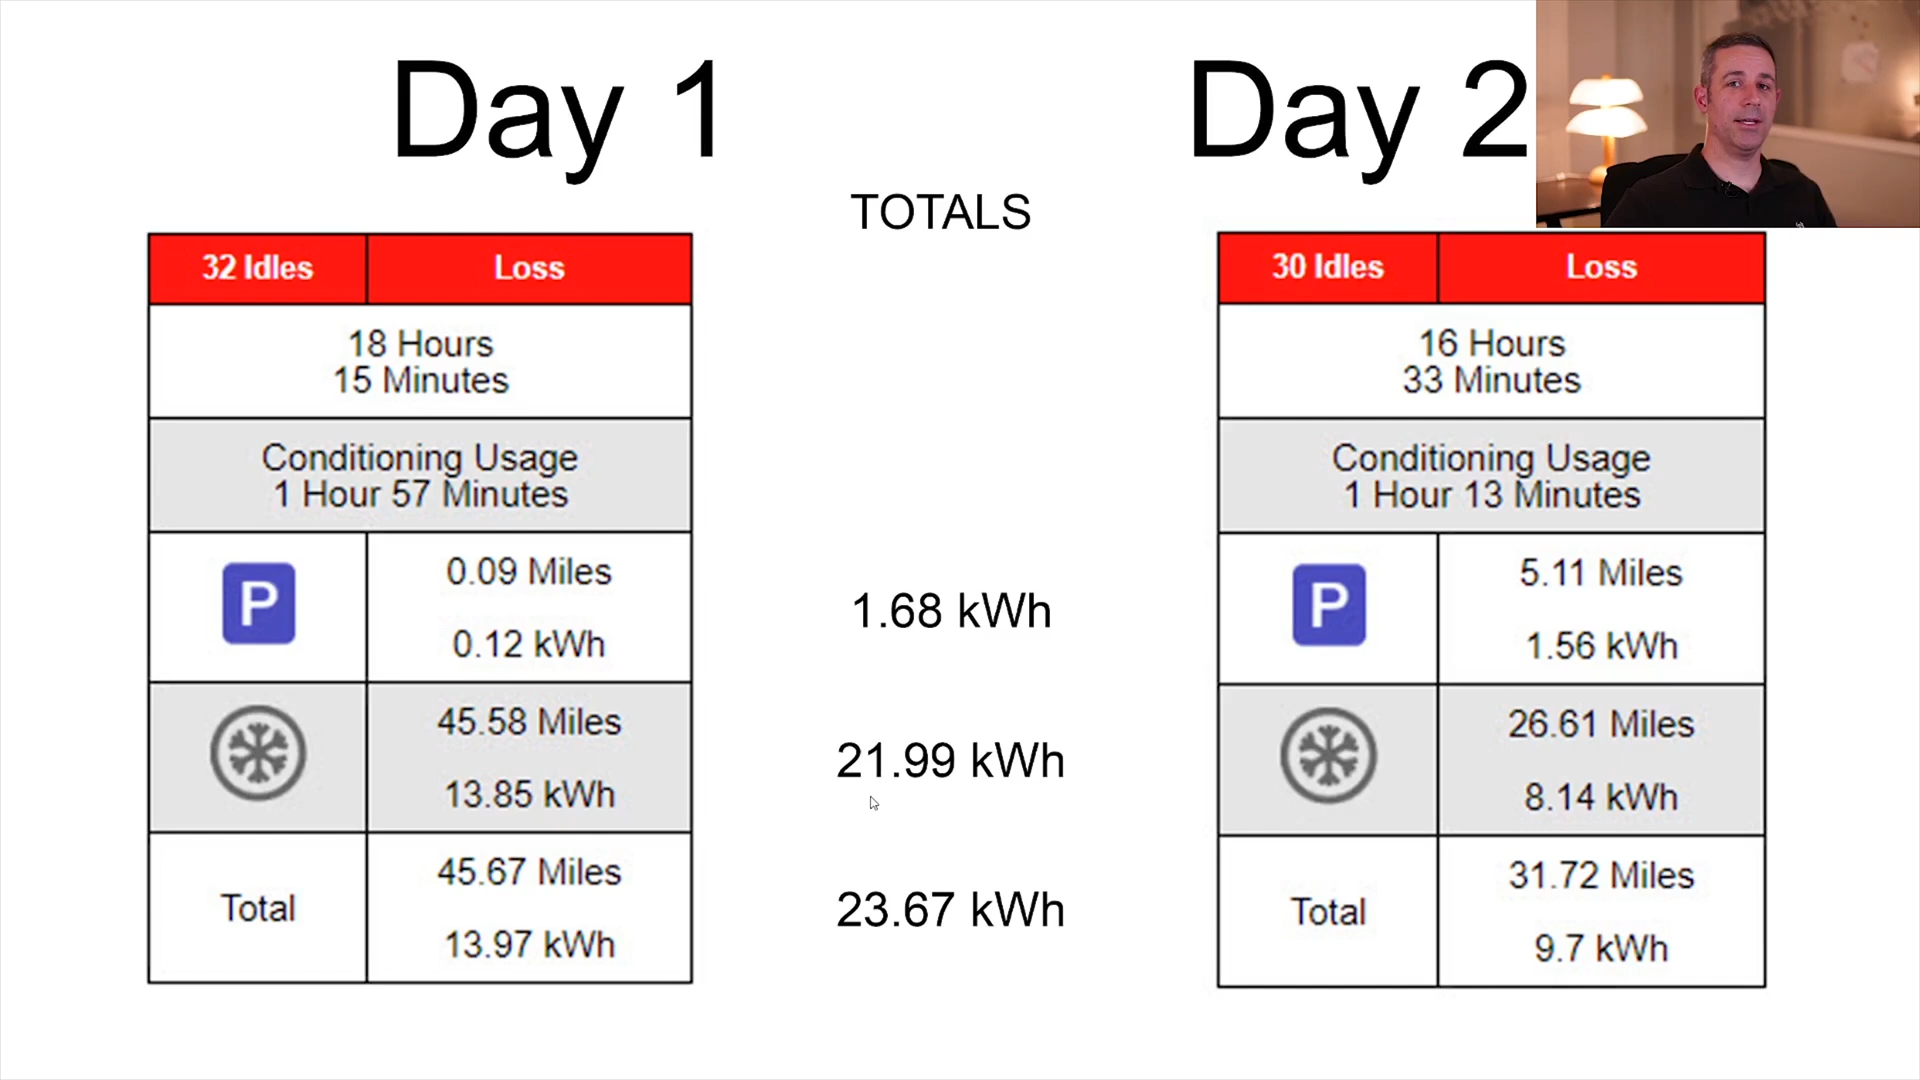 Day 1
Day 2
TOTALS
32 Idles
Loss
18 Hours
15 Minutes
Conditioning Usage
1 Hour 57 Minutes
P
0.09 Miles
0.12 kWh
45.58 Miles
13.85 kWh
Total
45.67 Miles
13.97 kWh
1.68 kWh
21.99 kWh
23.67 kWh
30 Idles
Loss
16 Hours
33 Minutes
Conditioning Usage
1 Hour 13 Minutes
P
5.11 Miles
1.56 kWh
26.61 Miles
8.14 kWh
Total
31.72 Miles
9.7 kWh